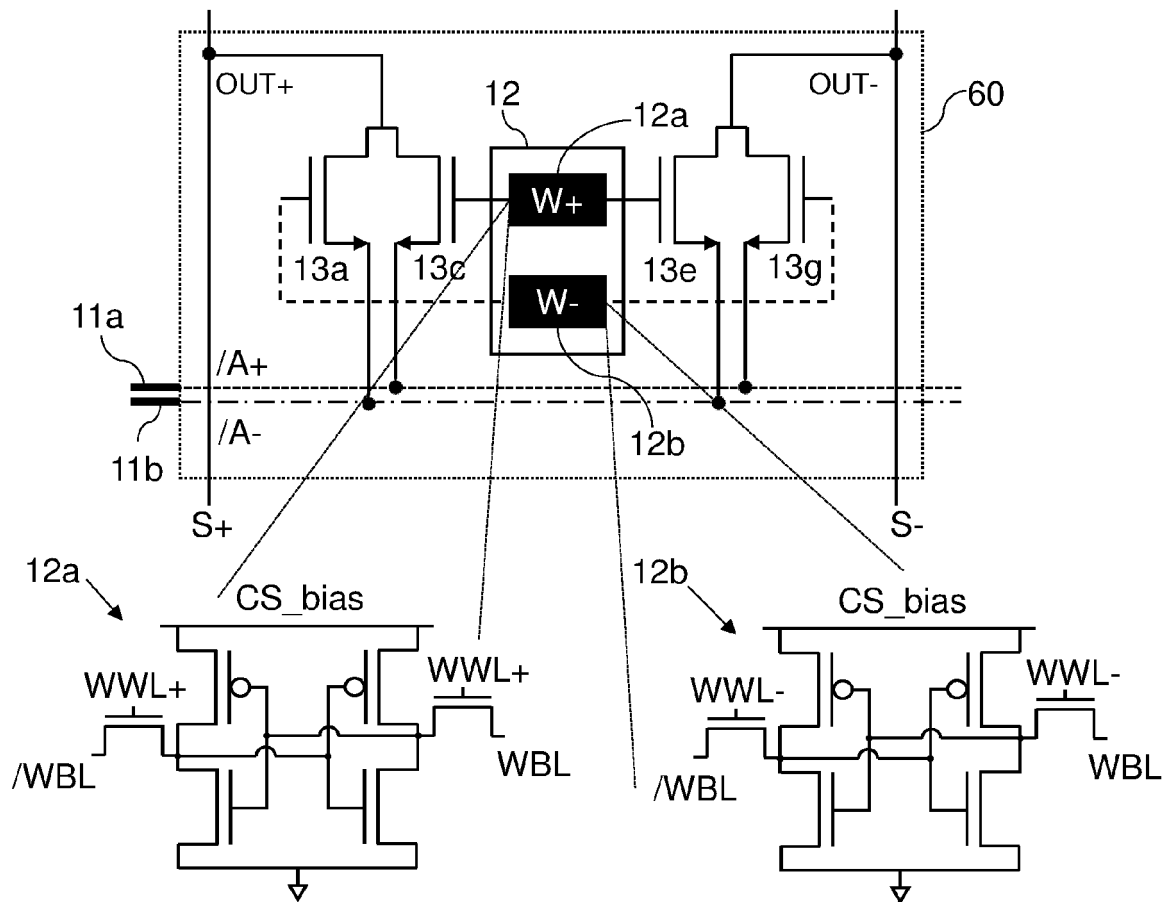 OUT+
12
12a
OUT-
60
W+
13a
13c
13e
13g
W-
11a
/A+
/A-
12b
11b
S+
S-
12a
CS_bias
12b
CS_bias
WWL+
WWL+
WWL-
WWL-
/WBL
WBL
/WBL
WBL